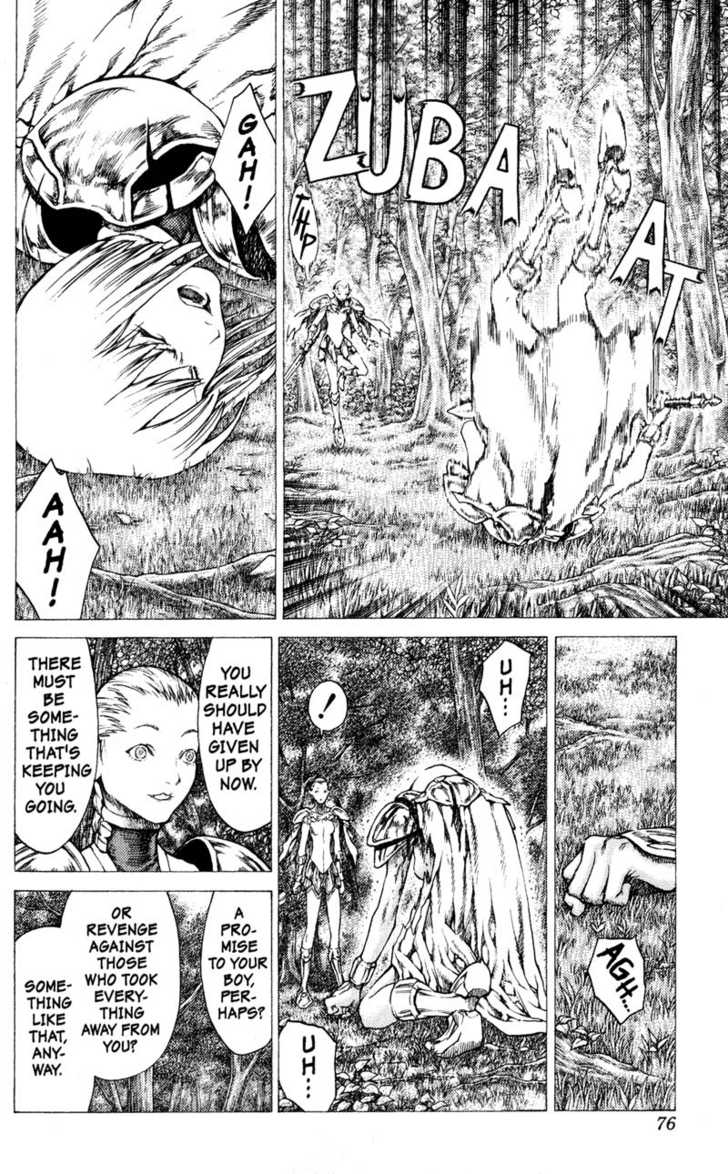 ZUBA
AT
THP
GAH!
AAH!
AGH...
UH...
!
UH...
YOU
REALLY
SHOULD
HAVE
GIVEN
UP BY
NOW.
THERE
MUST
BE
SOME-
THING
THAT'S
KEEPING
YOU
GOING.
A
PRO-
MISE
TO YOUR
BOY,
PER-
HAPS?
OR
REVENGE
AGAINST
THOSE
WHO TOOK
EVERY-
THING
AWAY FROM
YOU?
SOME-
THING
LIKE
THAT,
ANY-
WAY.
76